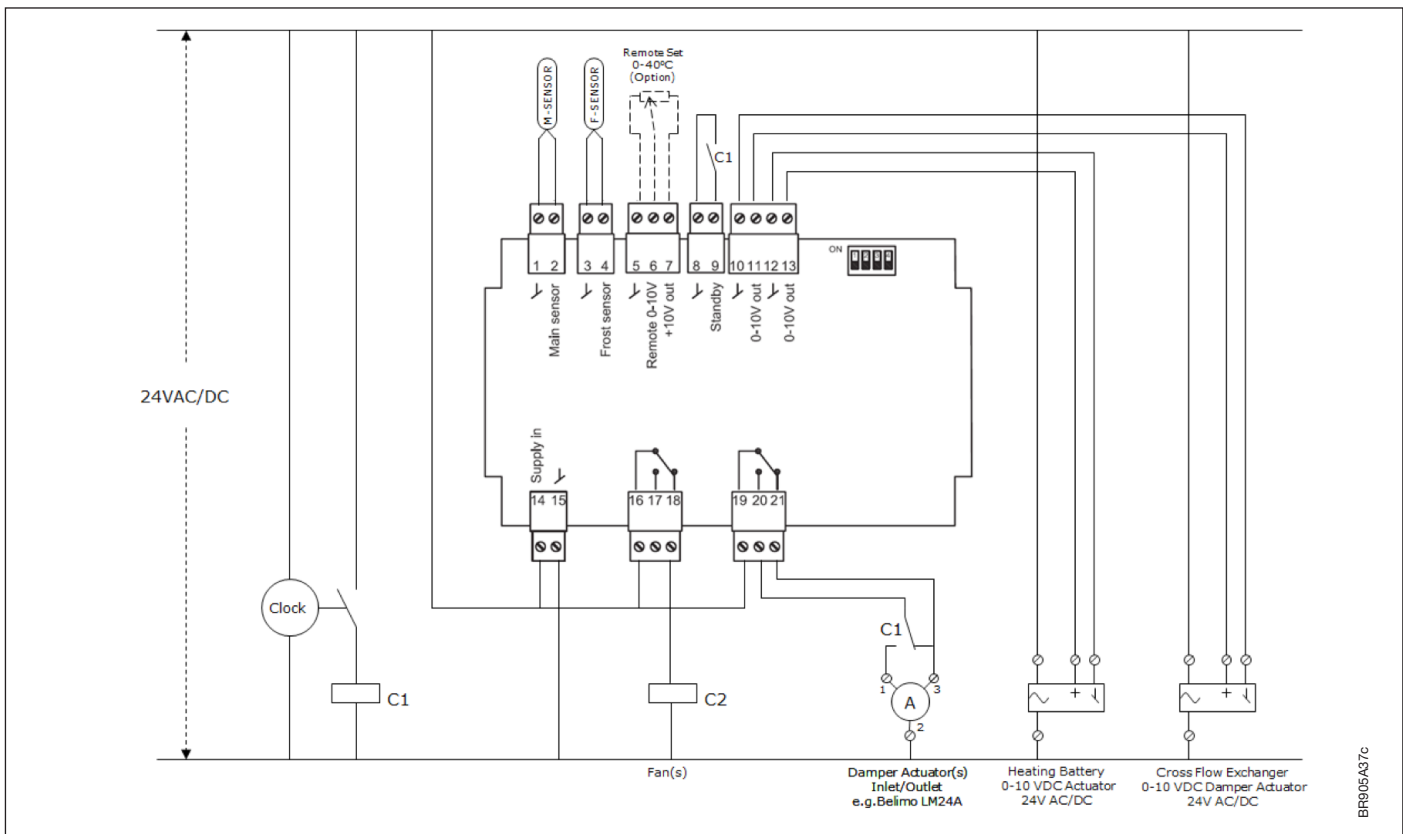 Remote Set
0-40ºC
(Option)
M-SENSOR
F-SENSOR
C1
ON
1 2
3 4
5 6 7
8 9
10 11 12 13
Main sensor
Frost sensor
Remote 0-10V
+10V out
Standby
0-10V out
0-10V out
24VAC/DC
Supply in
14 15
16 17 18
19 20 21
Clock
C1
C1
C2
1
3
A
2
+
+
Fan(s)
Damper Actuator(s)
Inlet/Outlet
e.g.Belimo LM24A
Heating Battery
0-10 VDC Actuator
24V AC/DC
Cross Flow Exchanger
0-10 VDC Damper Actuator
24V AC/DC
BR905A37c